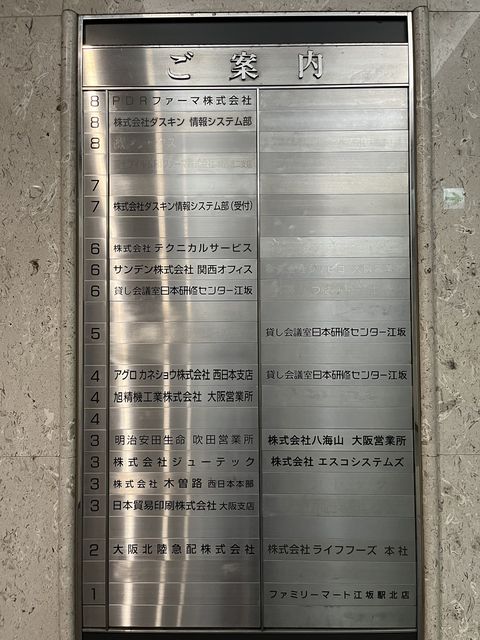 ご案内
8 PDRファーマ株式会社
8 株式会社ダスキン 情報システム部
8
7
7 株式会社ダスキン情報システム部(受付)
6 株式会社 テクニカルサービス
6 サンデン株式会社 関西オフィス
6 貸し会議室日本研修センター江坂
5 貸し会議室日本研修センター江坂
4 アグロ カネショウ株式会社 西日本支店 貸し会議室日本研修センター江坂
4 旭精機工業株式会社 大阪営業所
4
3 明治安田生命 吹田営業所 株式会社八海山 大阪営業所
3 株式会社ジューテック 株式会社 エスコシステムズ
3 株式会社 木曽路 西日本本部
3 日本貿易印刷株式会社 大阪支店
2 大阪北陸急配株式会社 株式会社 ライフフーズ 本社
1 ファミリーマート江坂駅北店